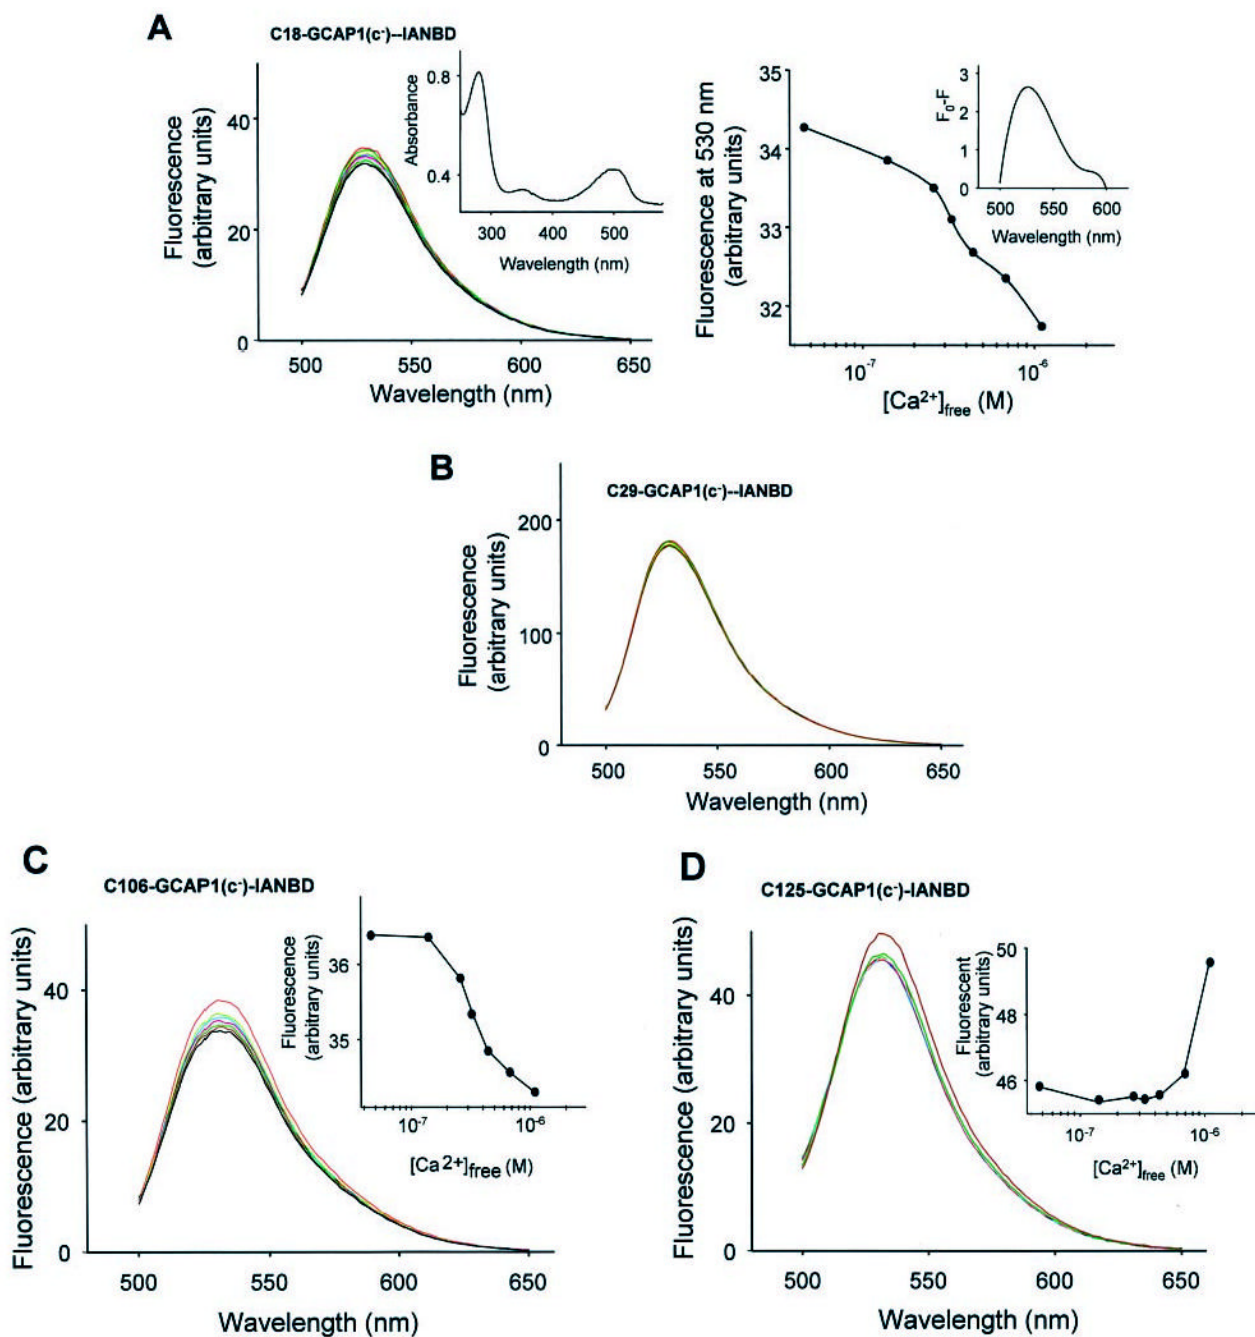 A
C18-GCAP1(c-)--IANBD
Fluorescence
(arbitrary units)
40
20
0
500
550
600
650
Wavelength (nm)
Absorbance
0.8
0.4
300
400
500
Wavelength (nm)
Fluorescence at 530 nm
(arbitrary units)
35
34
33
32
10-7
10-6
[Ca2+]free (M)
F0-F
3
2
1
0
500
550
600
Wavelength (nm)
B
C29-GCAP1(c-)--IANBD
Fluorescence
(arbitrary units)
200
100
0
500
550
600
650
Wavelength (nm)
C
C106-GCAP1(c-)-IANBD
Fluorescence (arbitrary units)
40
20
0
500
550
600
650
Wavelength (nm)
Fluorescence
(arbitrary units)
36
35
10-7
10-6
[Ca 2+]free (M)
D
C125-GCAP1(c-)-IANBD
Fluorescence (arbitrary units)
40
20
0
500
550
600
650
Wavelength (nm)
Fluorescent
(arbitrary units)
50
48
46
10-7
10-6
[Ca2+]free (M)